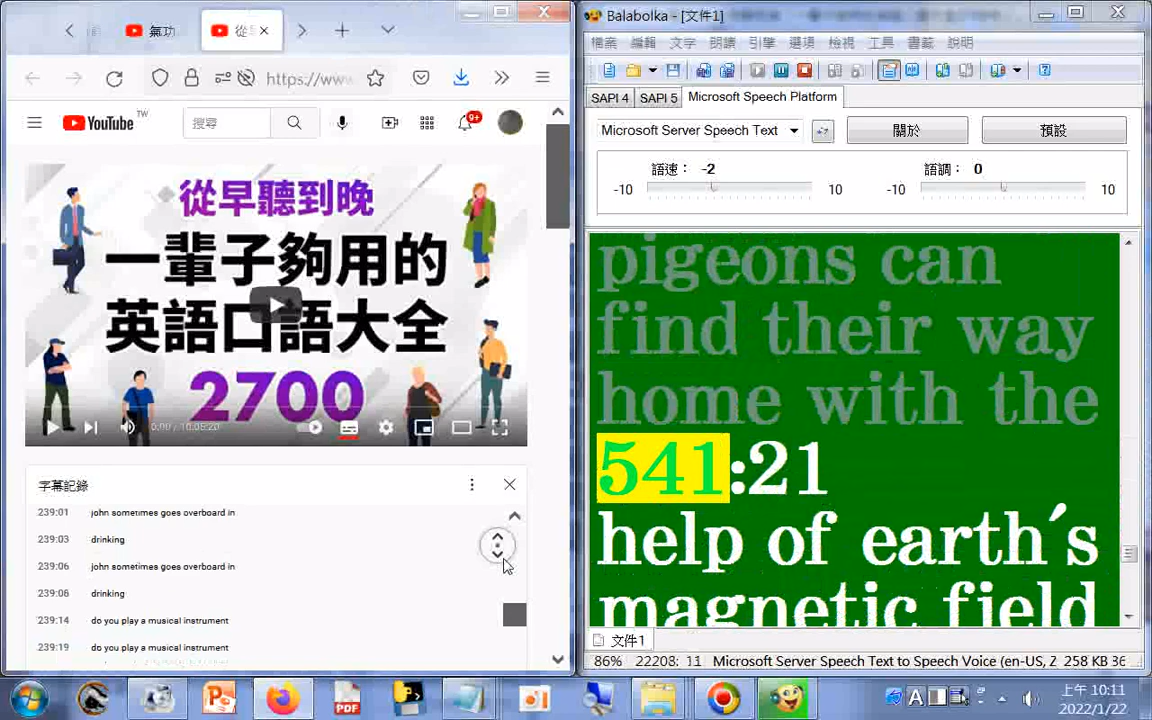 氣功
從
https://www.
YouTube TW
搜尋
9+
從早聽到晚
一輩子夠用的
英語口語大全
2700
0:00 / 10:05:20
字幕記錄
239:01 john sometimes goes overboard in
239:03 drinking
239:06 john sometimes goes overboard in
239:08 drinking
239:14 do you play a musical instrument
239:19 do you play a musical instrument
Balabolka - [文件1]
檔案 編輯 文字 朗讀 引擎 選項 檢視 工具 書籤 說明
SAPI 4 SAPI 5 Microsoft Speech Platform
Microsoft Server Speech Text
關於
預設
語速： -2
-10 10
語調： 0
-10 10
pigeons can
find their way
home with the
541:21
help of earth's
magnetic field
文件1
86% 22208: 11 Microsoft Server Speech Text to Speech Voice (en-US, Z 258 KB 36
PDF
A
上午 10:11
2022/1/22